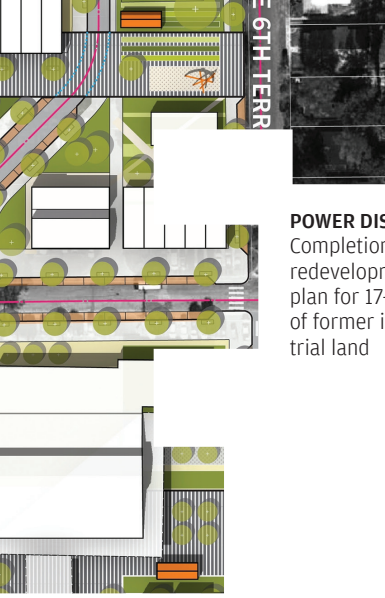 E 6TH TERR
POWER DIS
Completion
redevelopm
plan for 17-
of former i
trial land